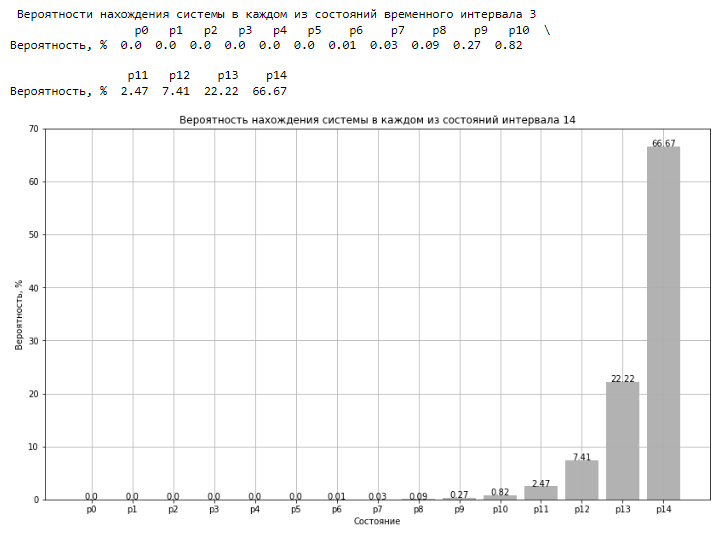 Вероятности нахождения системы в каждом из состояний временного интервала 3
p0 p1 p2 p3 p4 p5 p6 p7 p8 p9 p10 \
Вероятность, % 0.0 0.0 0.0 0.0 0.0 0.0 0.01 0.03 0.09 0.27 0.82
p11 p12 p13 p14
Вероятность, % 2.47 7.41 22.22 66.67
Вероятность нахождения системы в каждом из состояний интервала 14
70
60
50
40
30
20
10
0
Вероятность, %
0.0 0.0 0.0 0.0 0.0 0.0 0.01 0.03 0.09 0.27 0.82 2.47 7.41 22.22 66.67
p0 p1 p2 p3 p4 p5 p6 p7 p8 p9 p10 p11 p12 p13 p14
Состояние